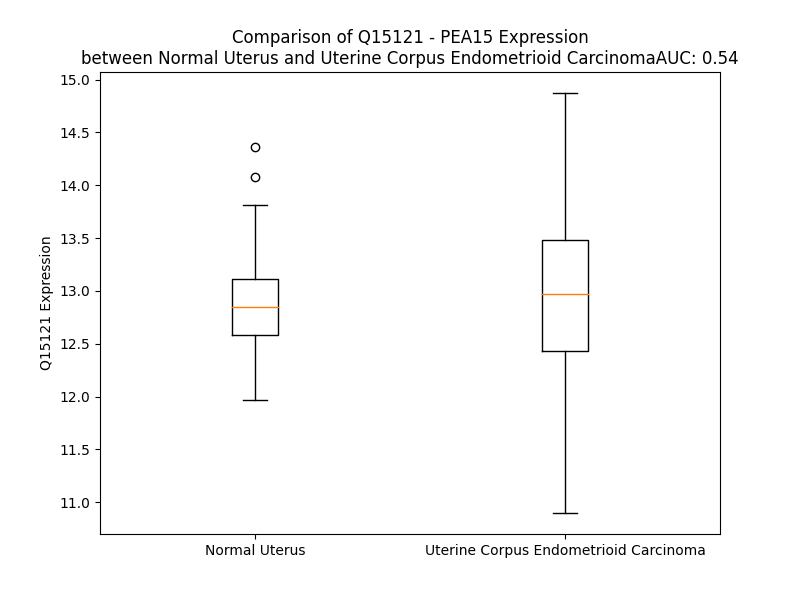 Comparison of Q15121 - PEA15 Expression
between Normal Uterus and Uterine Corpus Endometrioid CarcinomaAUC: 0.54
15.0
14.5
14.0
13.5
13.0
12.5
12.0
11.5
11.0
Q15121 Expression
Normal Uterus
Uterine Corpus Endometrioid Carcinoma